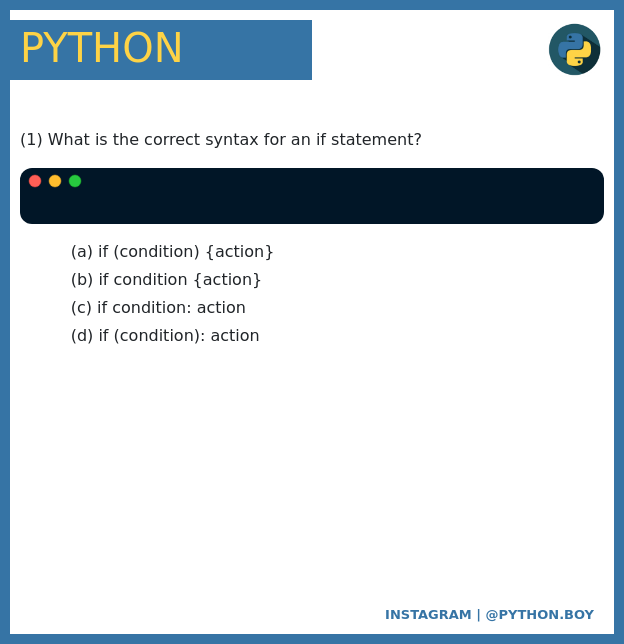 PYTHON
(1) What is the correct syntax for an if statement?
(a) if (condition) {action}
(b) if condition {action}
(c) if condition: action
(d) if (condition): action
INSTAGRAM | @PYTHON.BOY